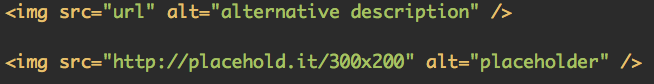 <img src="url" alt="alternative description" />
<img src="http://placehold.it/300x200" alt="placeholder" />